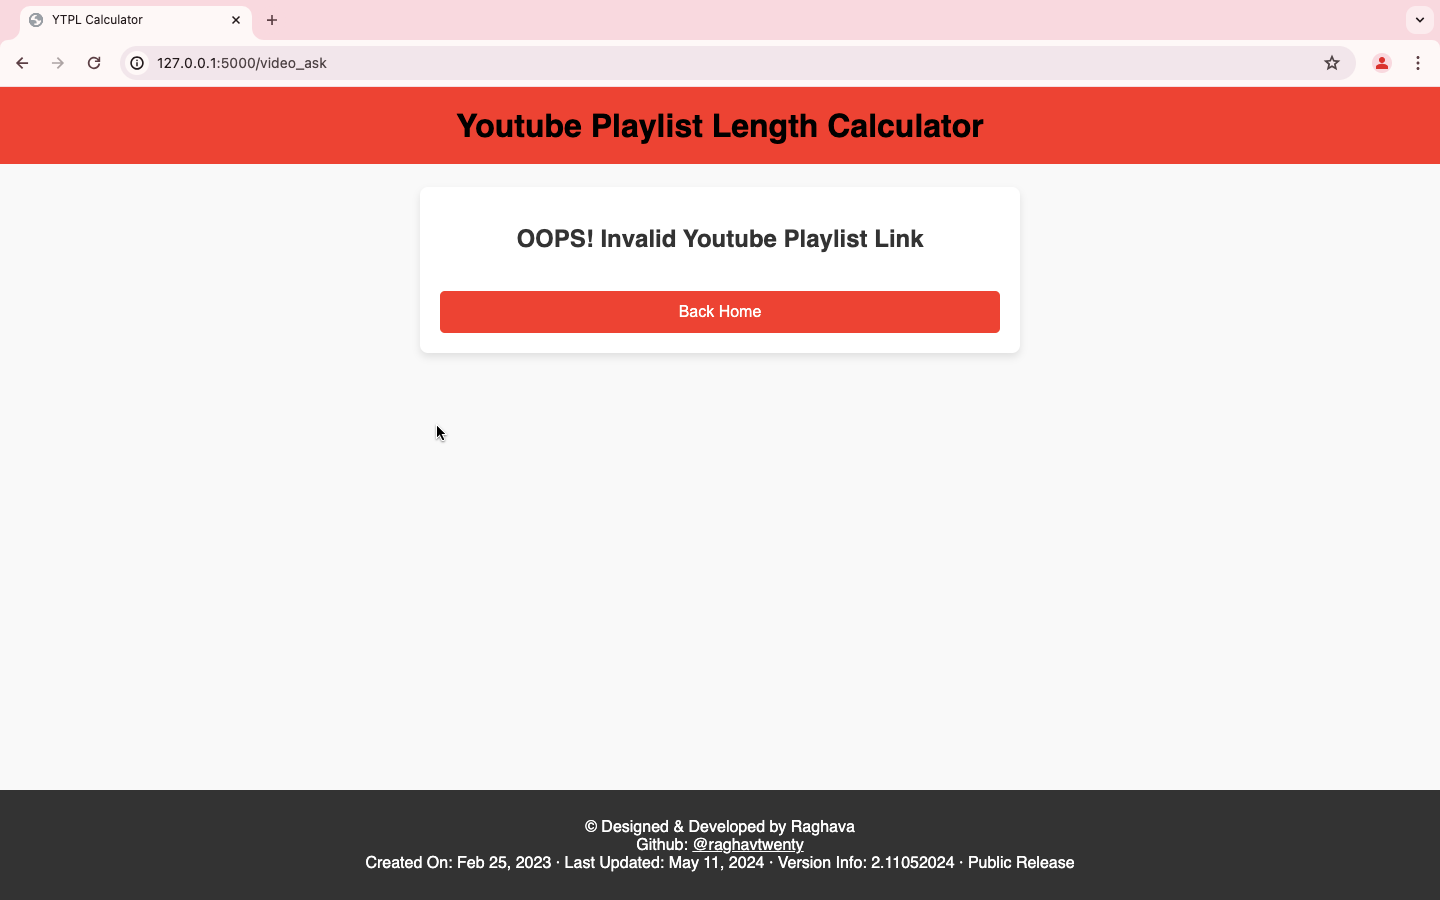 YTPL Calculator
127.0.0.1:5000/video_ask
Youtube Playlist Length Calculator
OOPS! Invalid Youtube Playlist Link
Back Home
© Designed & Developed by Raghava
Github: @raghavtwenty
Created On: Feb 25, 2023 · Last Updated: May 11, 2024 · Version Info: 2.11052024 · Public Release